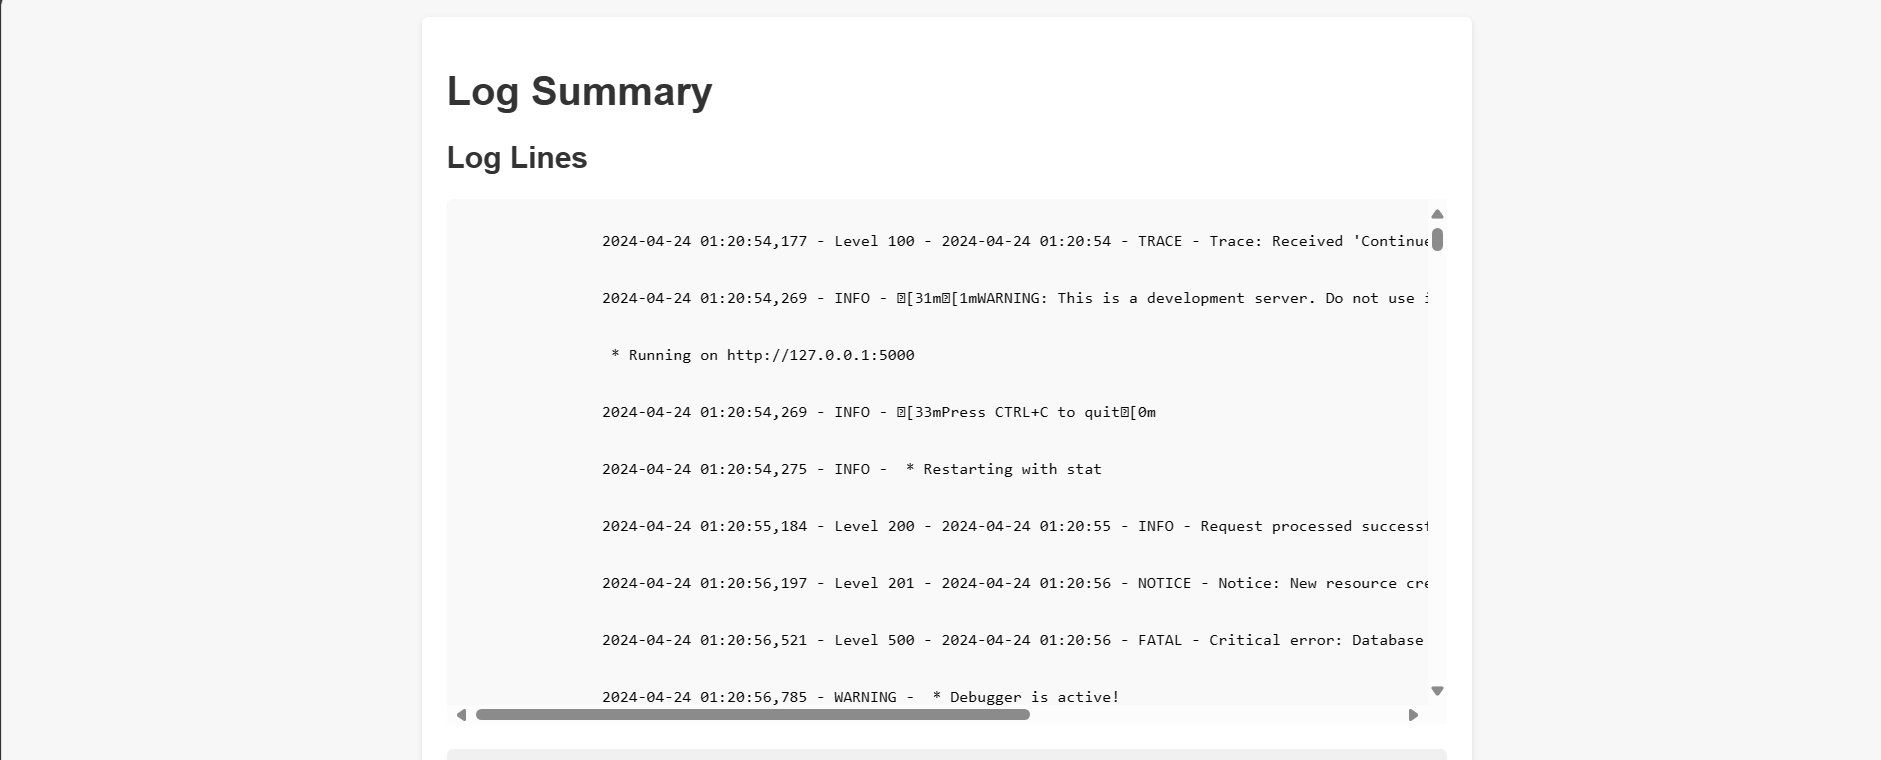 Log Summary
Log Lines
2024-04-24 01:20:54,177 - Level 100 - 2024-04-24 01:20:54 - TRACE - Trace: Received 'Continue
2024-04-24 01:20:54,269 - INFO - [31m[1mWARNING: This is a development server. Do not use i
* Running on http://127.0.0.1:5000
2024-04-24 01:20:54,269 - INFO - [33mPress CTRL+C to quit[0m
2024-04-24 01:20:54,275 - INFO -  * Restarting with stat
2024-04-24 01:20:55,184 - Level 200 - 2024-04-24 01:20:55 - INFO - Request processed successf
2024-04-24 01:20:56,197 - Level 201 - 2024-04-24 01:20:56 - NOTICE - Notice: New resource cre
2024-04-24 01:20:56,521 - Level 500 - 2024-04-24 01:20:56 - FATAL - Critical error: Database
2024-04-24 01:20:56,785 - WARNING -  * Debugger is active!